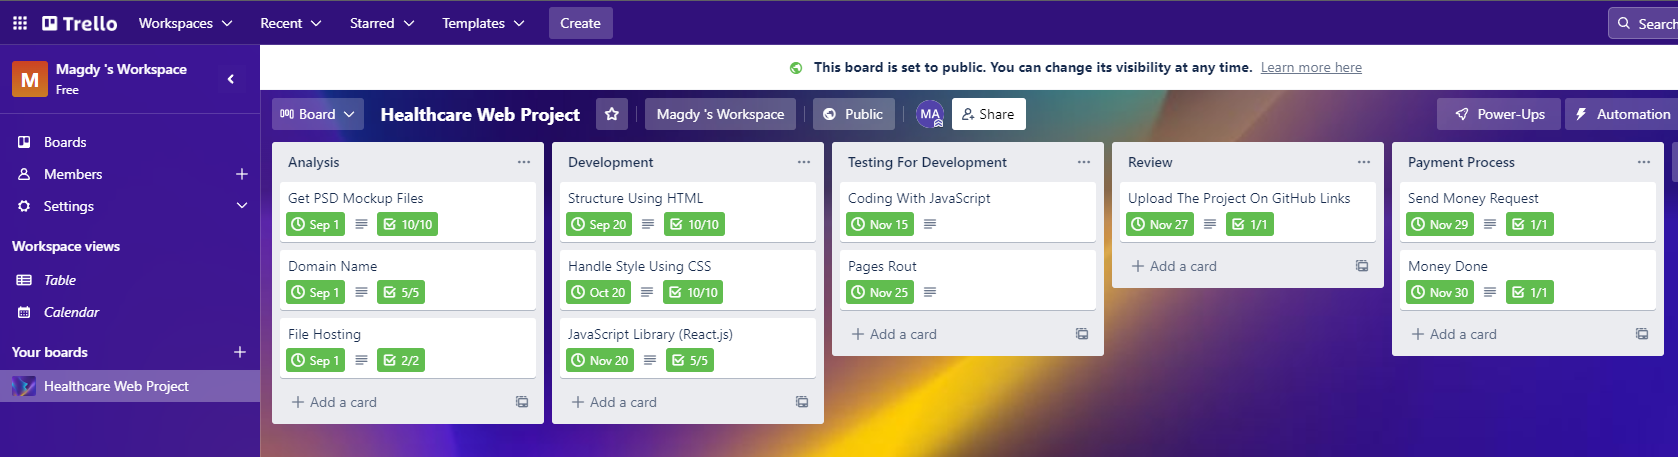 Trello
Workspaces
Recent
Starred
Templates
Create
Search
M
Magdy 's Workspace
Free
Boards
Members
Settings
Workspace views
Table
Calendar
Your boards
Healthcare Web Project
This board is set to public. You can change its visibility at any time. Learn more here
Board
Healthcare Web Project
Magdy 's Workspace
Public
MA
Share
Power-Ups
Automation
Analysis
Get PSD Mockup Files
Sep 1 10/10
Domain Name
Sep 1 5/5
File Hosting
Sep 1 2/2
Add a card
Development
Structure Using HTML
Sep 20 10/10
Handle Style Using CSS
Oct 20 10/10
JavaScript Library (React.js)
Nov 20 5/5
Add a card
Testing For Development
Coding With JavaScript
Nov 15
Pages Rout
Nov 25
Add a card
Review
Upload The Project On GitHub Links
Nov 27 1/1
Add a card
Payment Process
Send Money Request
Nov 29 1/1
Money Done
Nov 30 1/1
Add a card